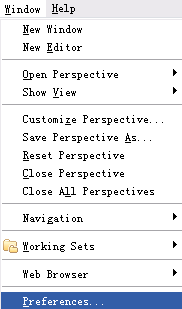 Window Help
New Window
New Editor
Open Perspective
Show View
Customize Perspective...
Save Perspective As...
Reset Perspective
Close Perspective
Close All Perspectives
Navigation
Working Sets
Web Browser
Preferences...